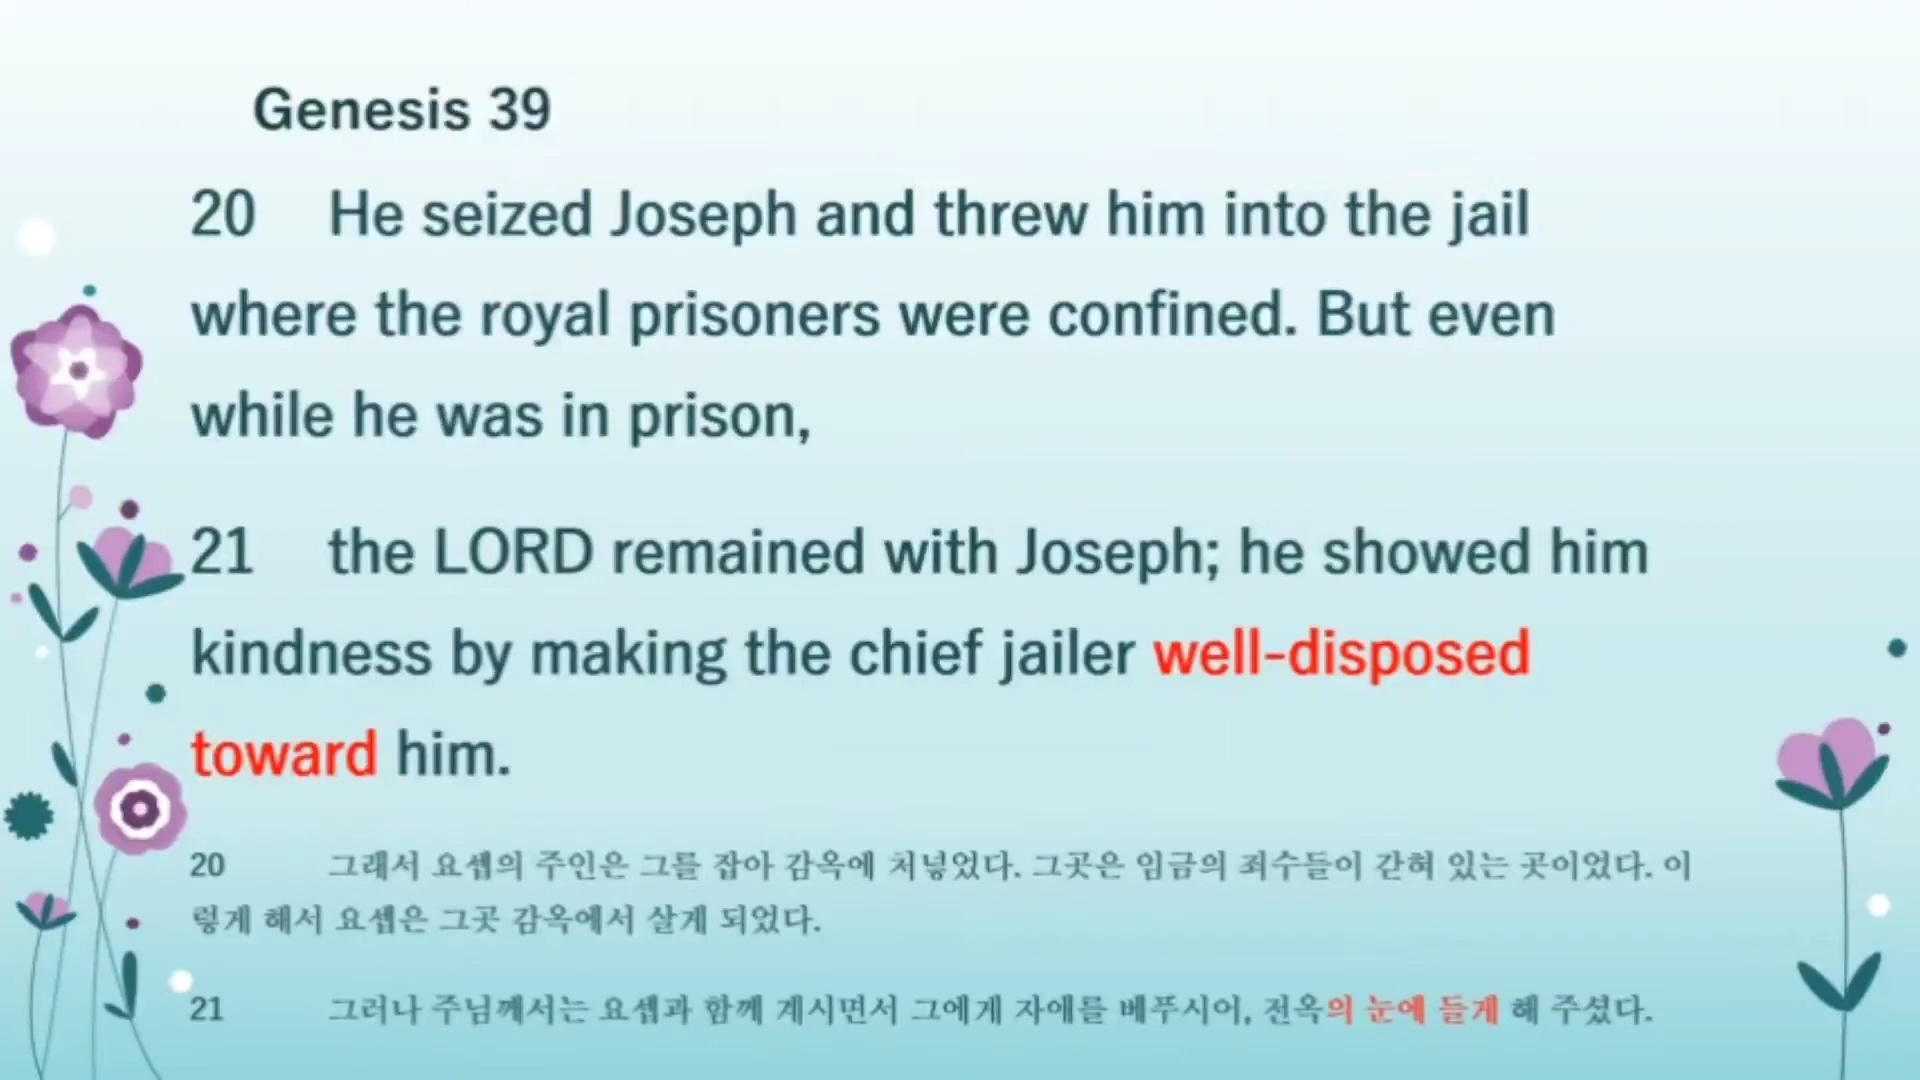 Genesis 39
20 He seized Joseph and threw him into the jail
where the royal prisoners were confined. But even
while he was in prison,
21 the LORD remained with Joseph; he showed him
kindness by making the chief jailer well-disposed
toward him.
20 그래서 요셉의 주인은 그를 잡아 감옥에 처넣었다. 그곳은 임금의 죄수들이 갇혀 있는 곳이었다. 이
렇게 해서 요셉은 그곳 감옥에서 살게 되었다.
21 그러나 주님께서는 요셉과 함께 계시면서 그에게 자애를 베푸시어, 전옥의 눈에 들게 해 주셨다.